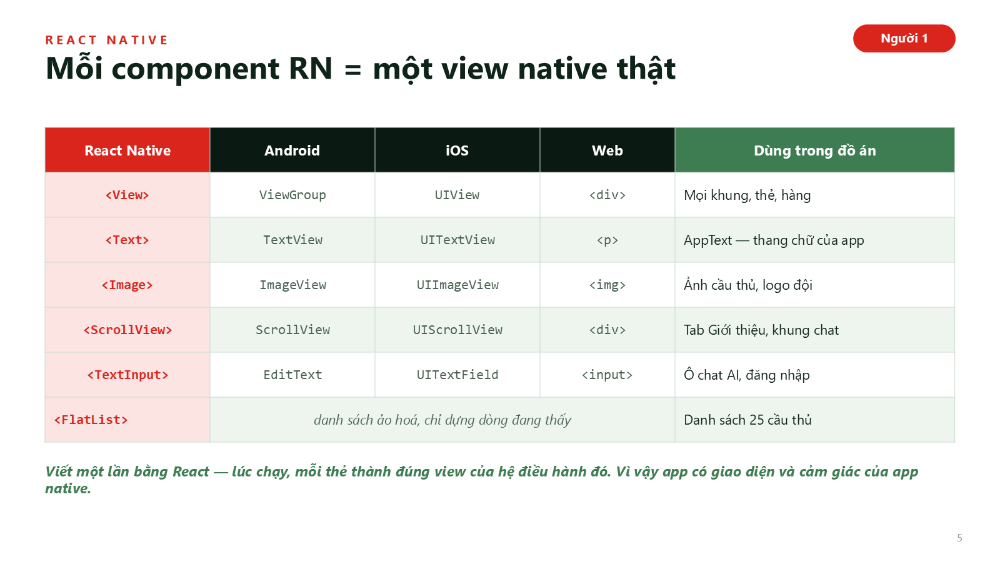 REACT NATIVE
Người 1
Mỗi component RN = một view native thật
React Native Android iOS Web Dùng trong đồ án
<View> ViewGroup UIView <div> Mọi khung, thẻ, hàng
<Text> TextView UITextView <p> AppText — thang chữ của app
<Image> ImageView UIImageView <img> Ảnh cầu thủ, logo đội
<ScrollView> ScrollView UIScrollView <div> Tab Giới thiệu, khung chat
<TextInput> EditText UITextField <input> Ô chat AI, đăng nhập
<FlatList> danh sách ảo hoá, chỉ dựng dòng đang thấy Danh sách 25 cầu thủ
Viết một lần bằng React — lúc chạy, mỗi thẻ thành đúng view của hệ điều hành đó. Vì vậy app có giao diện và cảm giác của app
native.
5